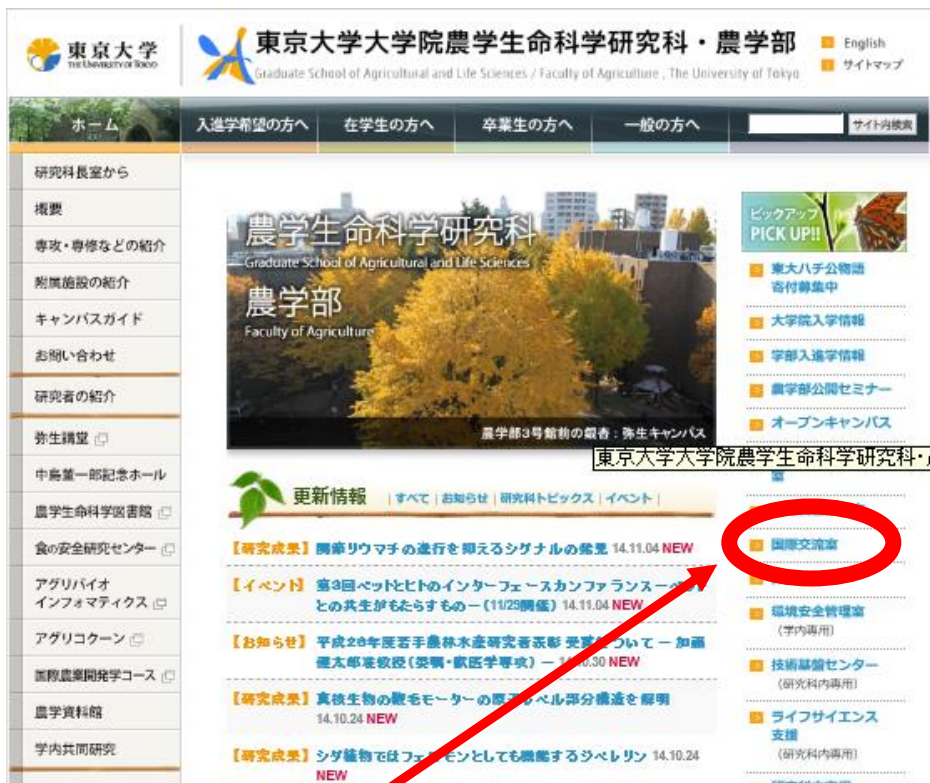 東京大学
THE UNIVERSITY OF TOKYO
東京大学大学院農学生命科学研究科・農学部
Graduate School of Agricultural and Life Sciences / Faculty of Agriculture , The University of Tokyo
English
サイトマップ
ホーム
入進学希望の方へ
在学生の方へ
卒業生の方へ
一般の方へ
サイト内検索
研究科長室から
概要
専攻・専修などの紹介
附属施設の紹介
キャンパスガイド
お問い合わせ
研究者の紹介
弥生講堂
中島董一郎記念ホール
農学生命科学図書館
食の安全研究センター
アグリバイオ
インフォマティクス
アグリコクーン
国際農業開発学コース
農学資料館
学内共同研究
農学生命科学研究科
Graduate School of Agricultural and Life Sciences
農学部
Faculty of Agriculture
農学部3号館前の銀杏：弥生キャンパス
東京大学大学院農学生命科学研究科・
更新情報 | すべて | お知らせ | 研究科トピックス | イベント |
【研究成果】 関節リウマチの進行を抑えるシグナルの発見 14.11.04 NEW
【イベント】 第3回ペットとヒトのインターフェースカンファランス－
との共生がもたらすもの－(11/29開催) 14.11.04 NEW
【お知らせ】 平成26年度若手農林水産研究者表彰 受賞について － 加藤
健太郎准教授（獣医学専攻） － .30 NEW
【研究成果】 真核生物の鞭毛モーターの原子レベル部分構造を解明
14.10.24 NEW
【研究成果】 シダ植物ではフェロモンとしても機能するジベレリン 14.10.24
NEW
ピックアップ
PICK UP!!
東大ハチ公物語
寄付募集中
大学院入学情報
学部入進学情報
農学部公開セミナー
オープンキャンパス
室
国際交流室
環境安全管理室
（学内専用）
技術基盤センター
（研究科内専用）
ライフサイエンス
支援
（研究科内専用）